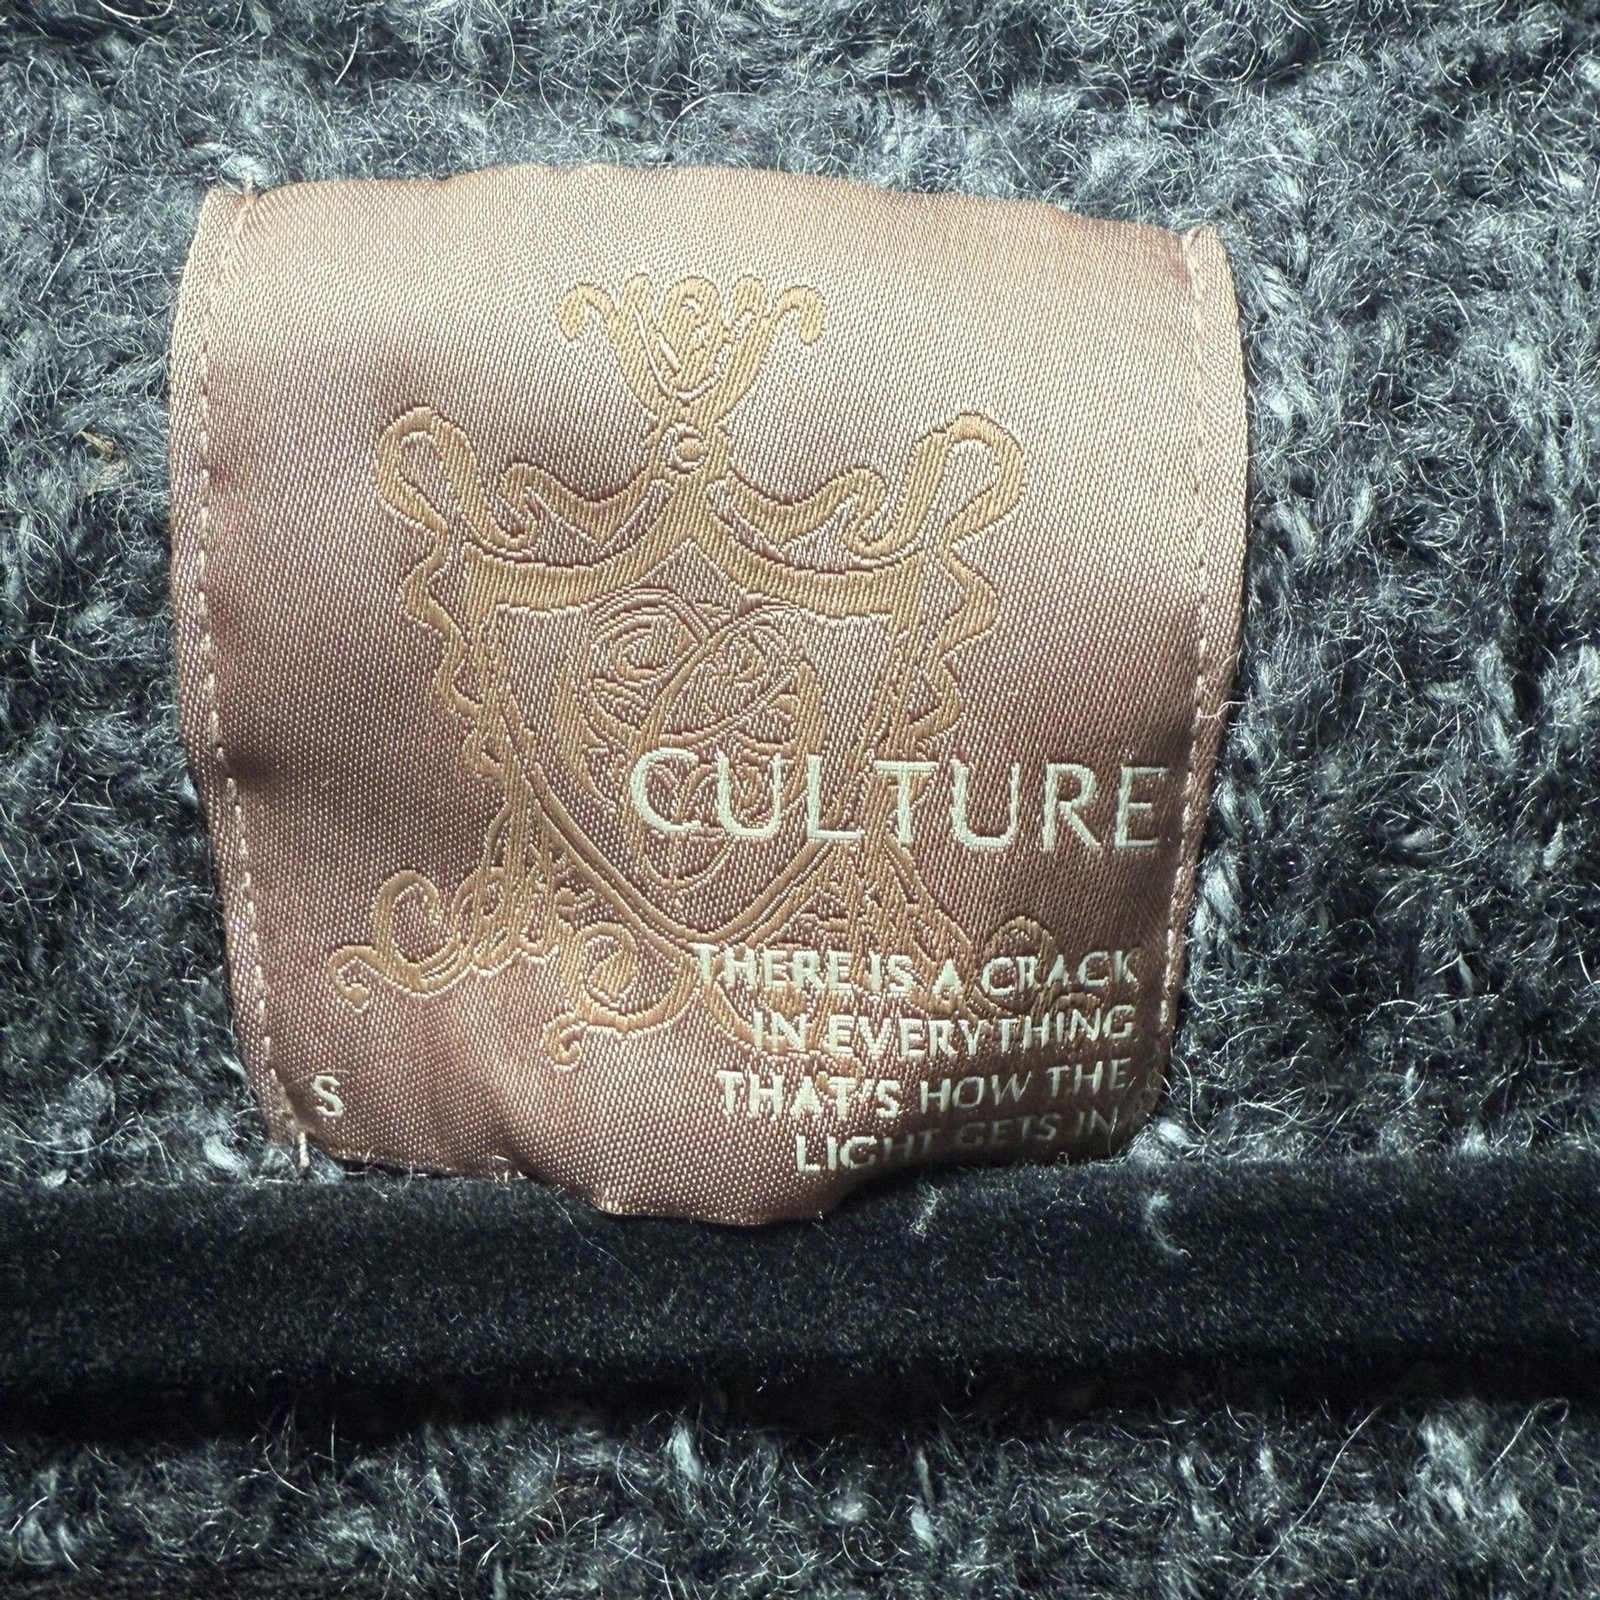 CULTURE
THERE IS A CRACK
IN EVERYTHING
THAT'S HOW THE
LIGHT GETS IN.
S